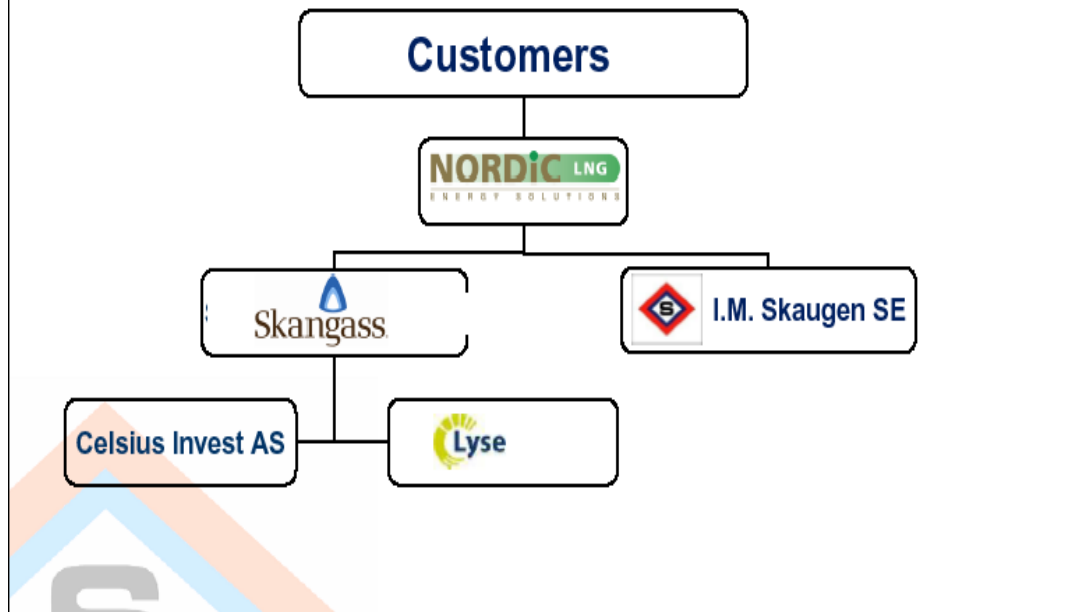 Customers
NORDiC LNG
ENERGY SOLUTIONS
Skangass
S I.M. Skaugen SE
Celsius Invest AS
Lyse
S